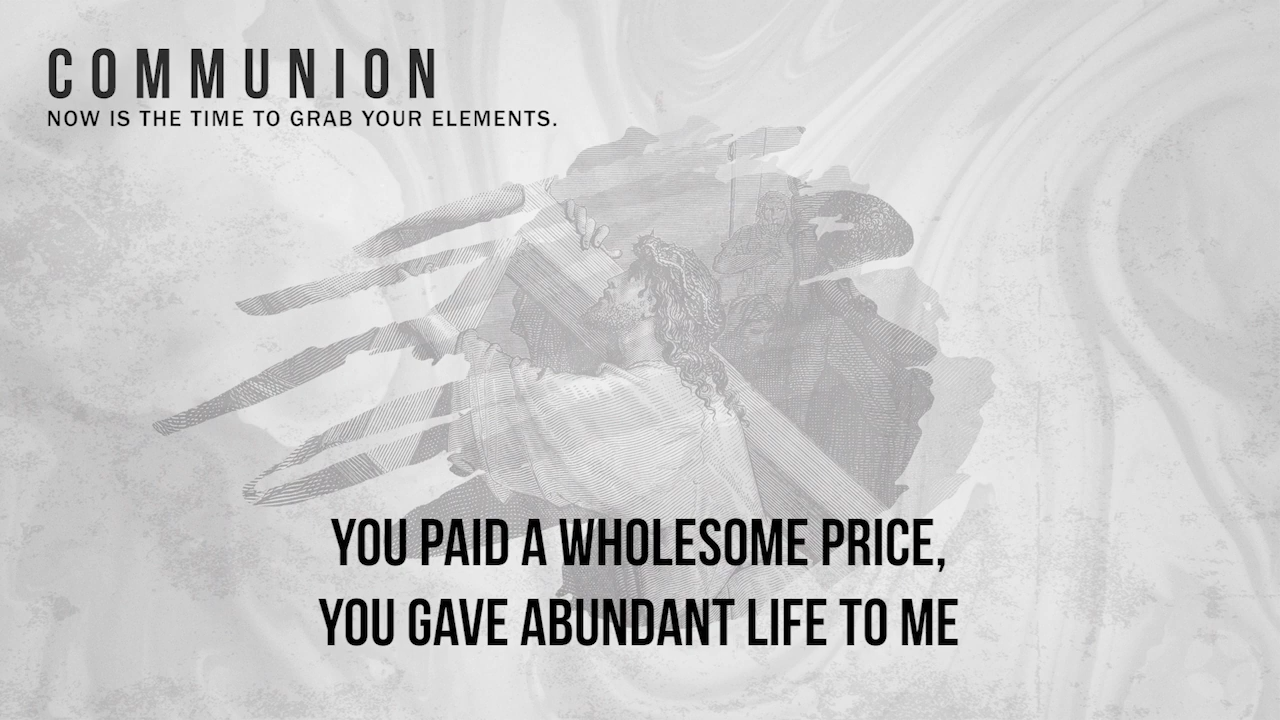 COMMUNION
NOW IS THE TIME TO GRAB YOUR ELEMENTS.
YOU PAID A WHOLESOME PRICE,
YOU GAVE ABUNDANT LIFE TO ME